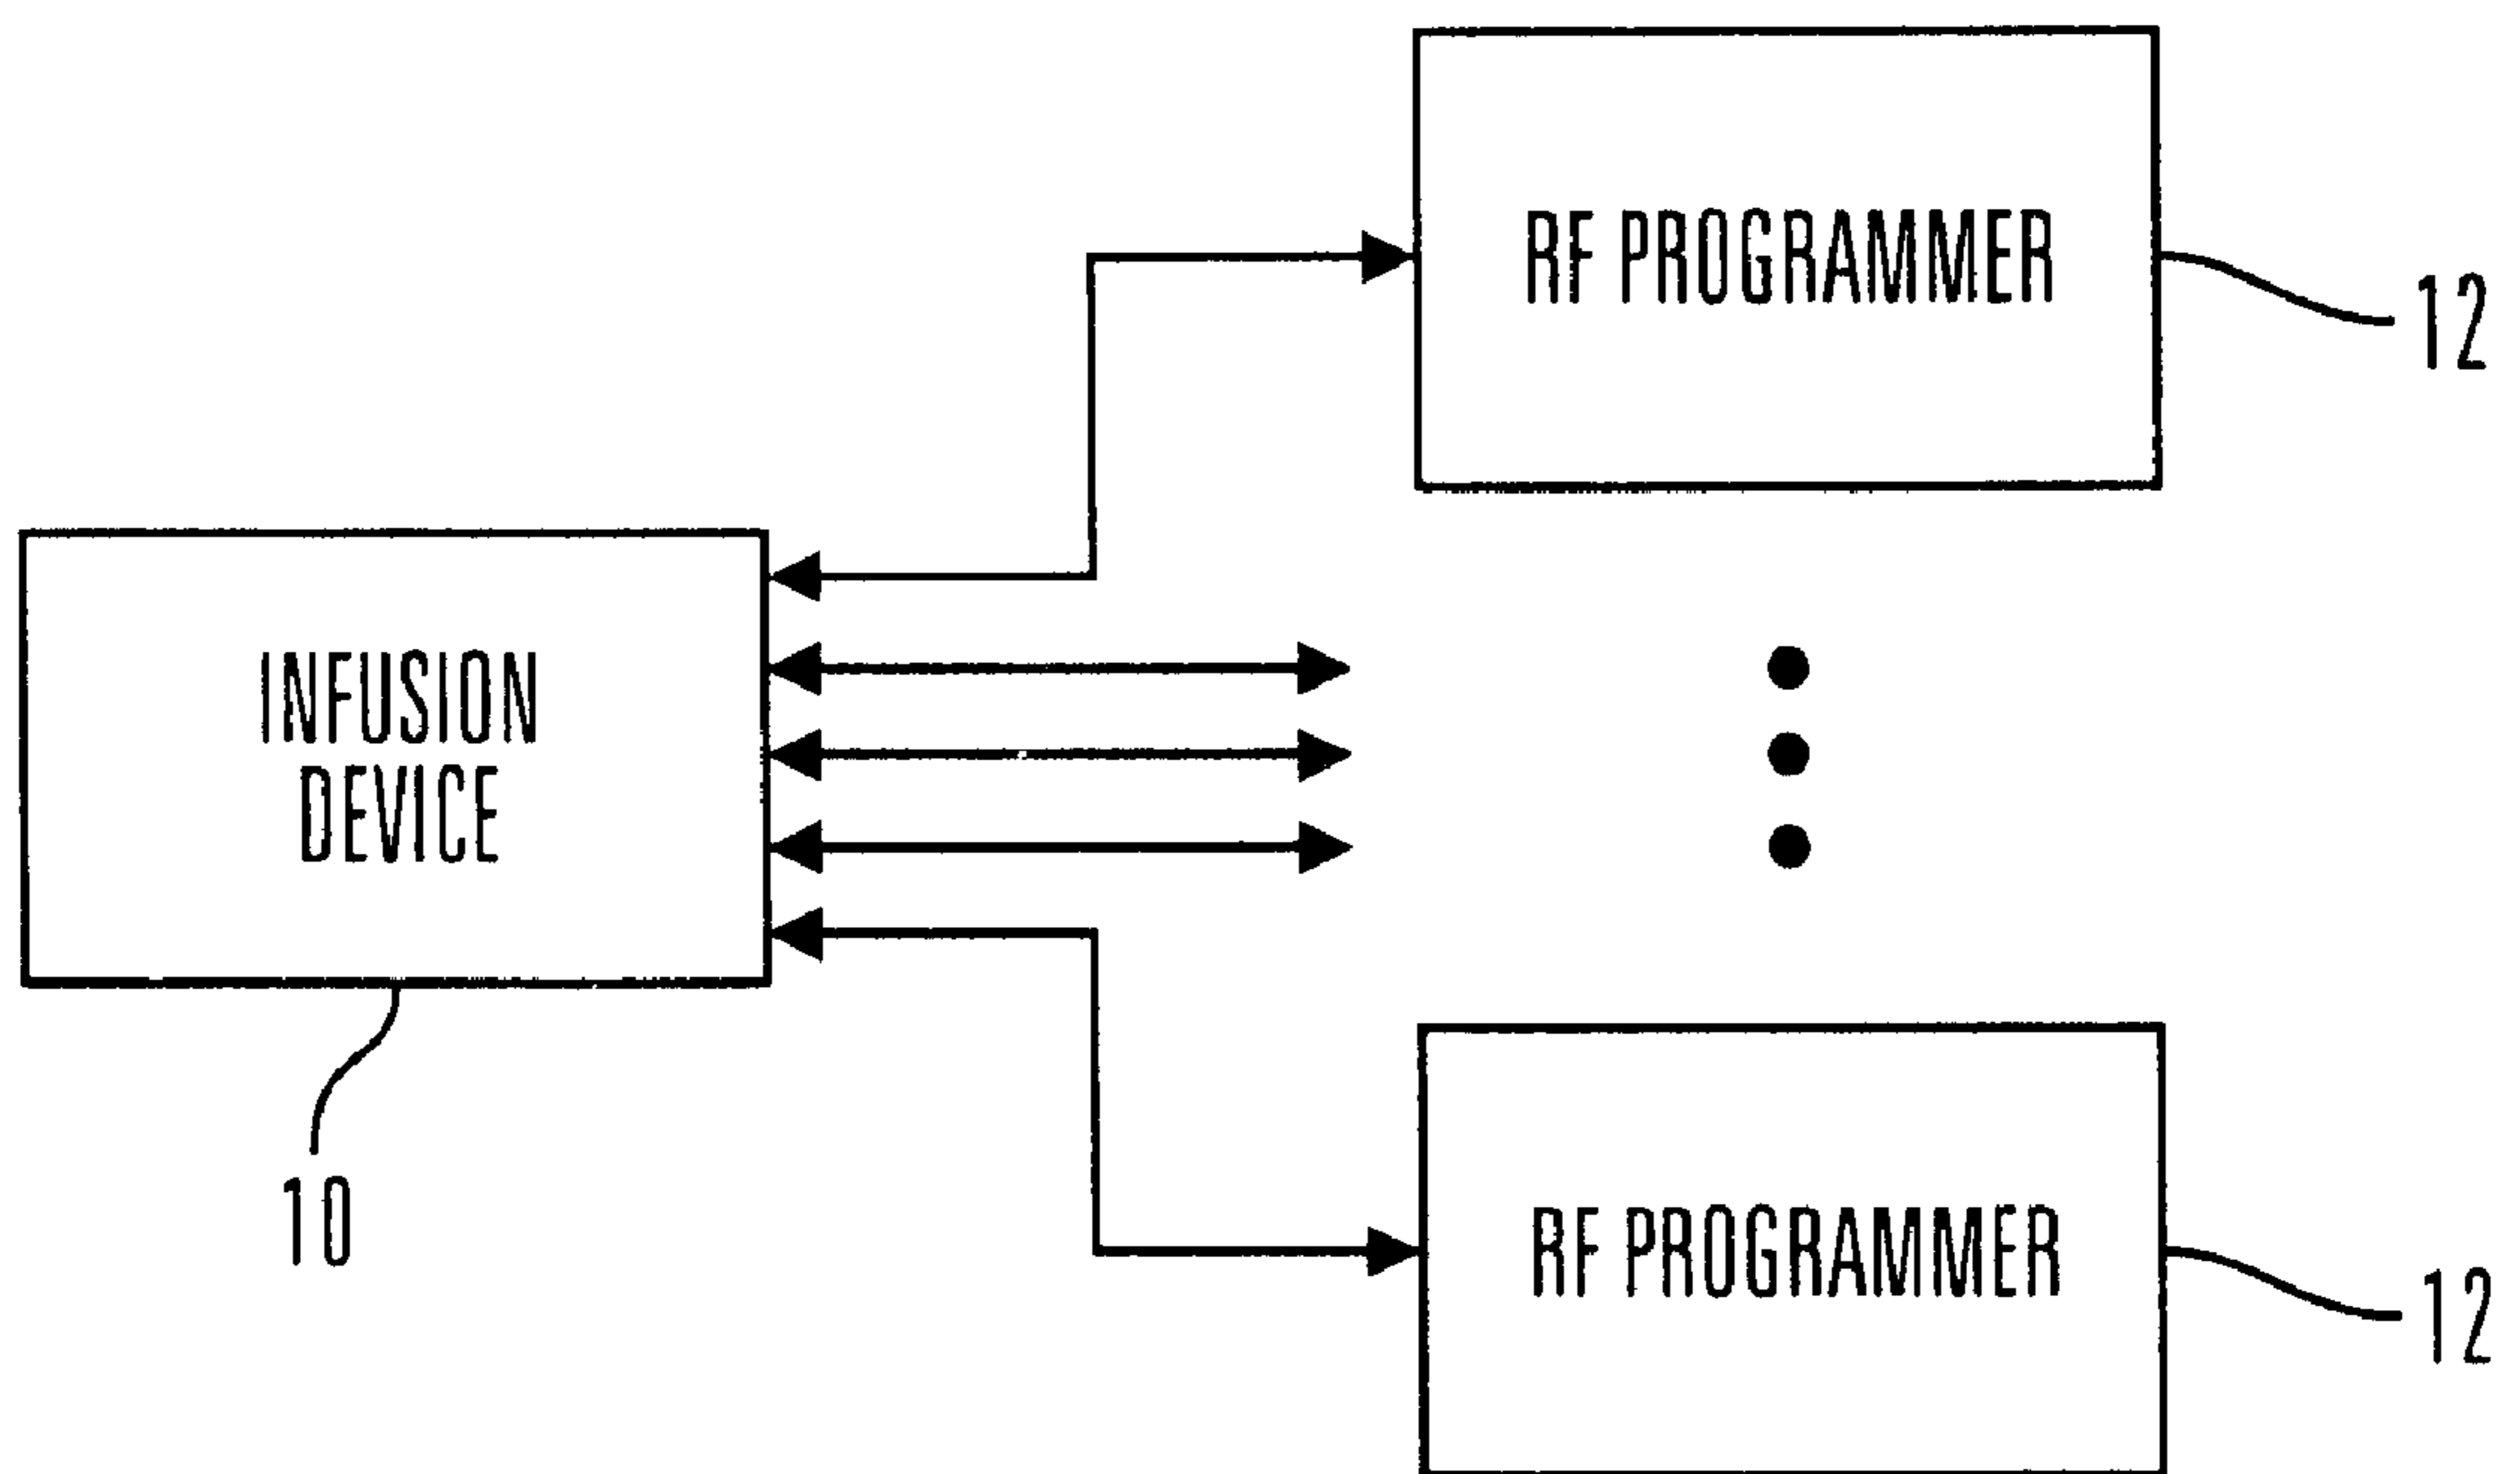 RF PROGRAMMER
12
INFUSION
DEVICE
10
RF PROGRAMMER
12